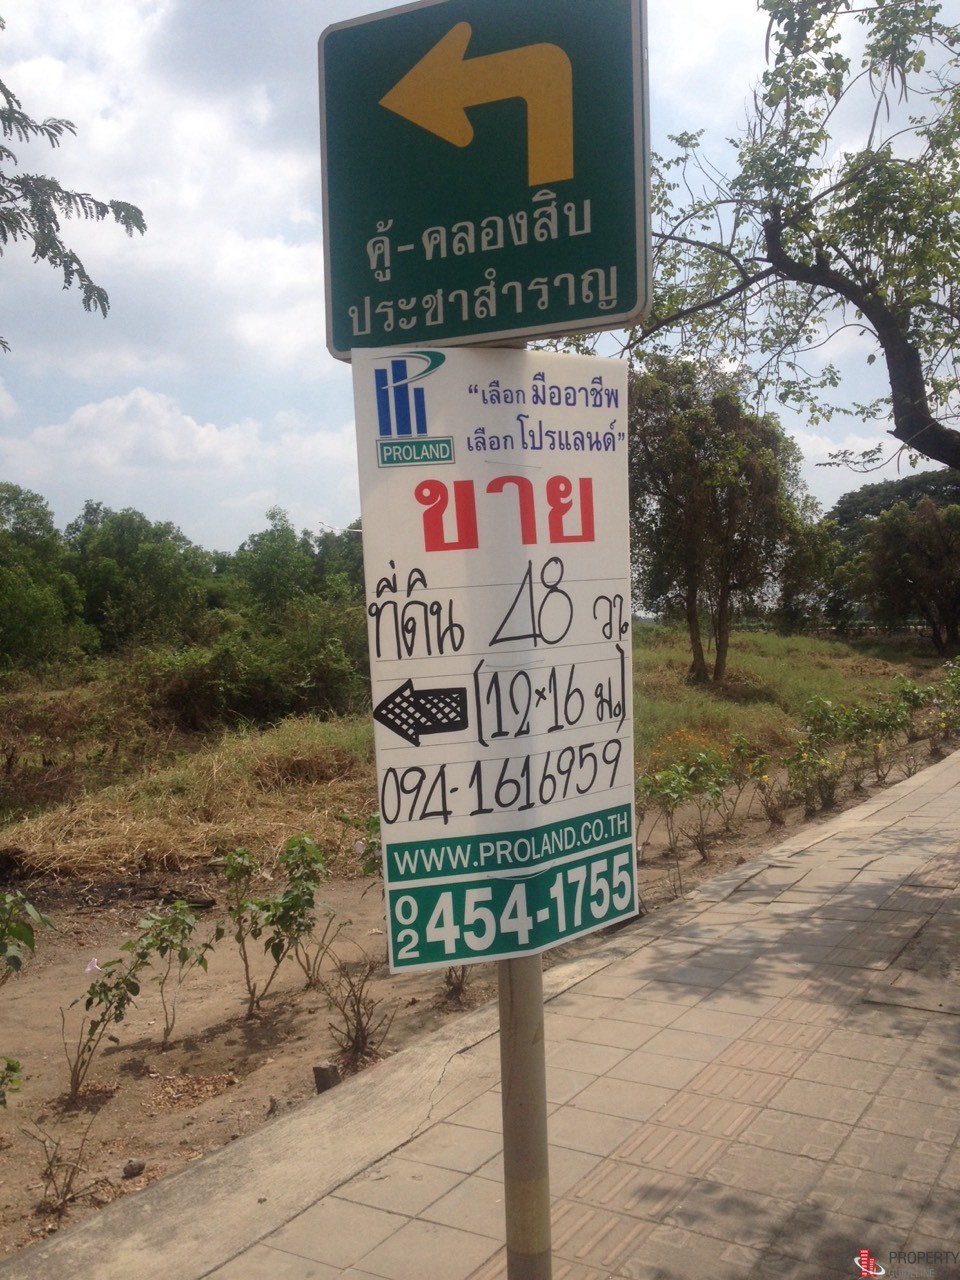 คู้-คลองสิบ
ประชาสำราญ
PROLAND
“เลือก มืออาชีพ
เลือก โปรแลนด์”
ขาย
ที่ดิน 48 วา
(12×16 ม.)
094-1616959
WWW.PROLAND.CO.TH
02 454-1755
PROPERTY